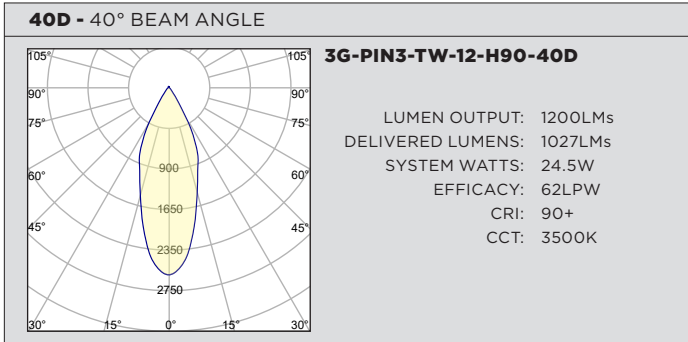 40D - 40° BEAM ANGLE
3G-PIN3-TW-12-H90-40D
LUMEN OUTPUT: 1200LMs
DELIVERED LUMENS: 1027LMs
SYSTEM WATTS: 24.5W
EFFICACY: 62LPW
CRI: 90+
CCT: 3500K
105° 105°
90° 90°
75° 75°
900
60° 60°
1650
45° 45°
2350
2750
30° 15° 0° 15° 30°